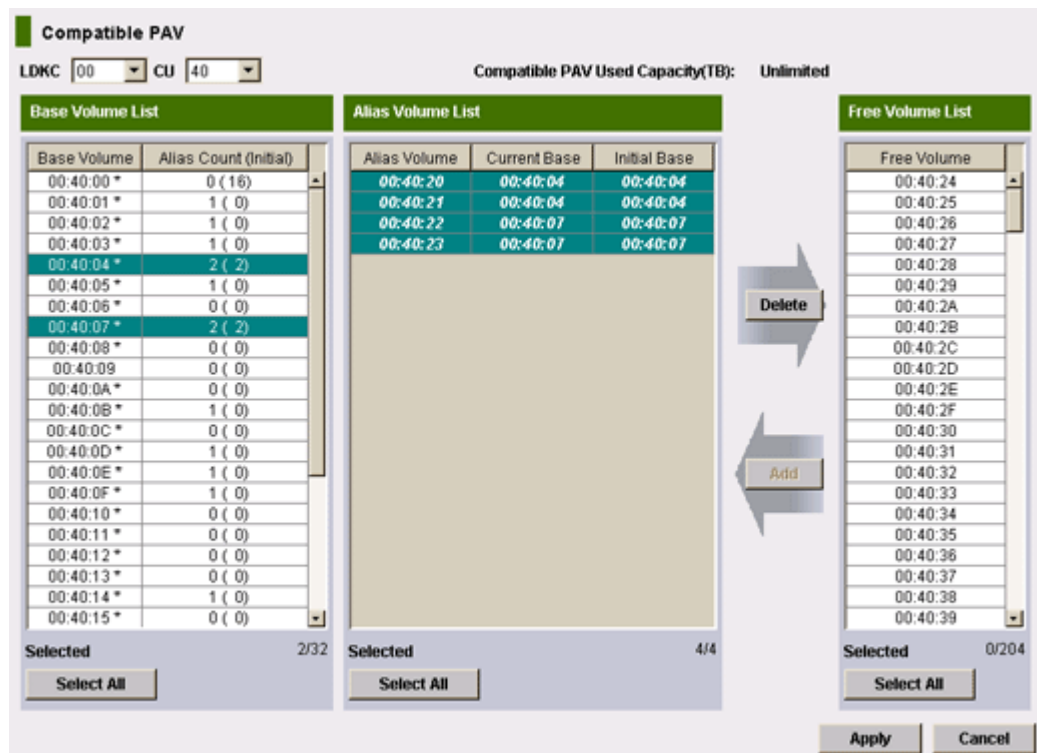 Compatible PAV
LDKC 00 CU 40 Compatible PAV Used Capacity(TB): Unlimited
Base Volume List
Base Volume Alias Count (Initial)
00:40:00 * 0 ( 16)
00:40:01 * 1 ( 0)
00:40:02 * 1 ( 0)
00:40:03 * 1 ( 0)
00:40:04 * 2 ( 2)
00:40:05 * 1 ( 0)
00:40:06 * 0 ( 0)
00:40:07 * 2 ( 2)
00:40:08 * 0 ( 0)
00:40:09 0 ( 0)
00:40:0A * 0 ( 0)
00:40:0B * 1 ( 0)
00:40:0C * 0 ( 0)
00:40:0D * 1 ( 0)
00:40:0E * 1 ( 0)
00:40:0F * 1 ( 0)
00:40:10 * 0 ( 0)
00:40:11 * 0 ( 0)
00:40:12 * 0 ( 0)
00:40:13 * 0 ( 0)
00:40:14 * 1 ( 0)
00:40:15 * 0 ( 0)
Selected 2/32
Select All
Alias Volume List
Alias Volume Current Base Initial Base
00:40:20 00:40:04 00:40:04
00:40:21 00:40:04 00:40:04
00:40:22 00:40:07 00:40:07
00:40:23 00:40:07 00:40:07
Selected 4/4
Select All
Delete
Add
Free Volume List
Free Volume
00:40:24
00:40:25
00:40:26
00:40:27
00:40:28
00:40:29
00:40:2A
00:40:2B
00:40:2C
00:40:2D
00:40:2E
00:40:2F
00:40:30
00:40:31
00:40:32
00:40:33
00:40:34
00:40:35
00:40:36
00:40:37
00:40:38
00:40:39
Selected 0/204
Select All
Apply Cancel